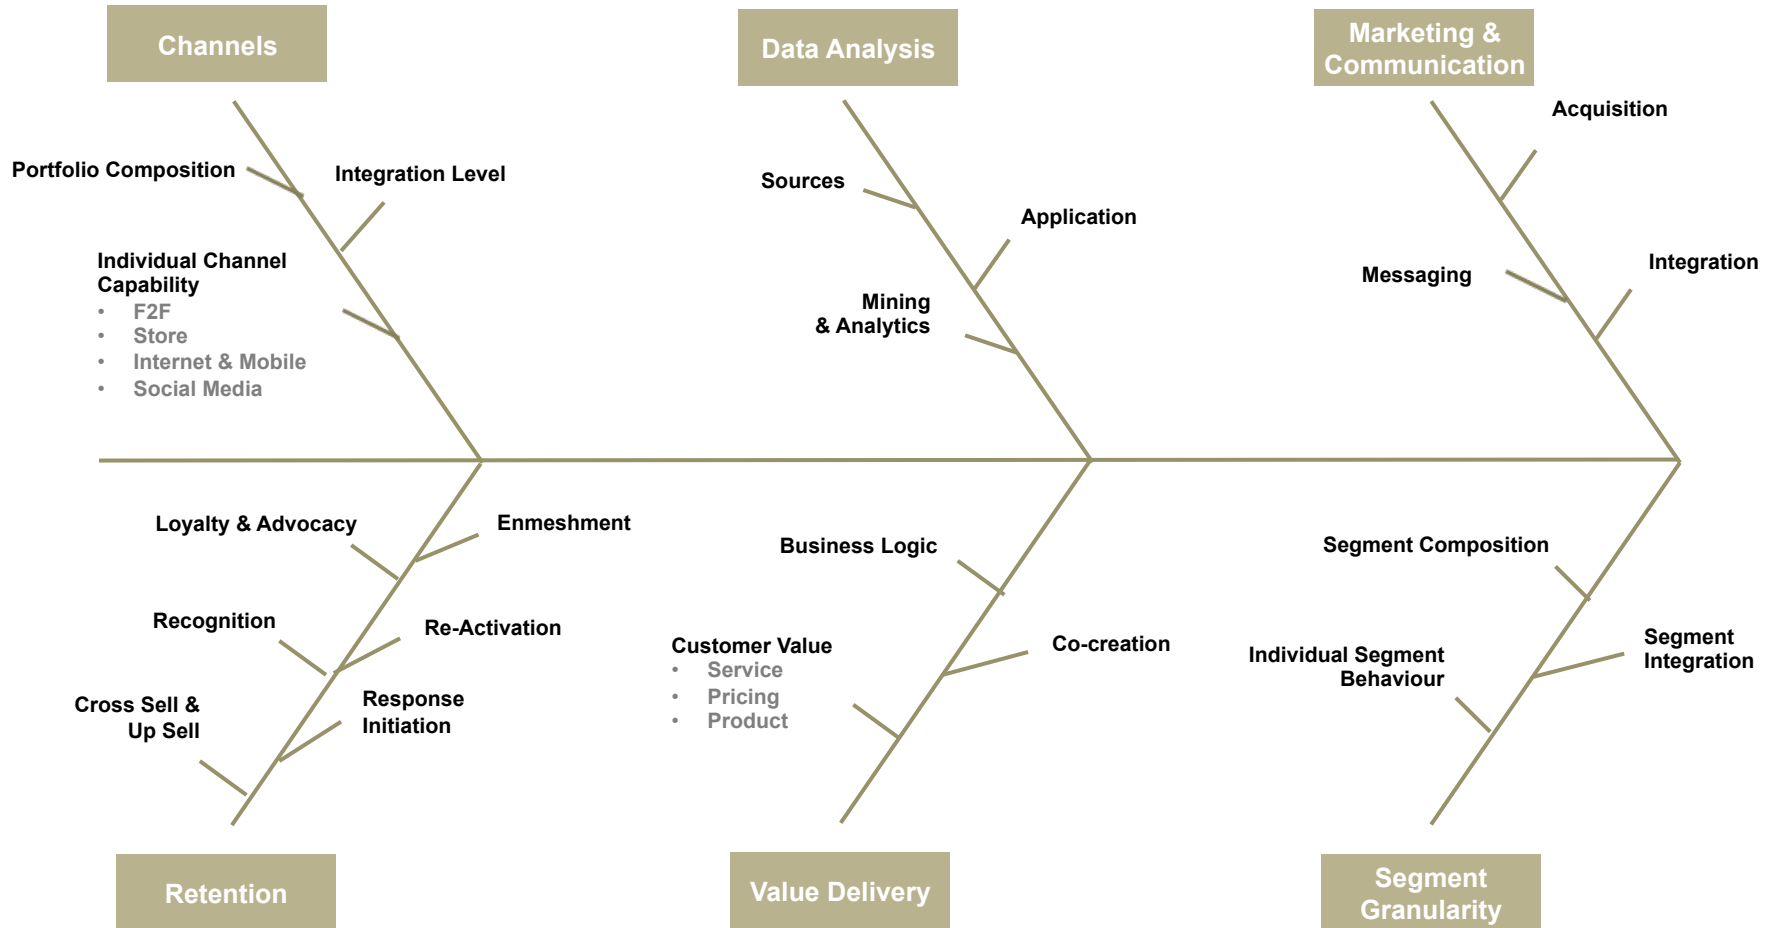 Channels
Data Analysis
Marketing &
Communication
Portfolio Composition
Integration Level
Individual Channel
Capability
• F2F
• Store
• Internet & Mobile
• Social Media
Sources
Application
Mining
& Analytics
Acquisition
Messaging
Integration
Loyalty & Advocacy
Enmeshment
Recognition
Re-Activation
Cross Sell &
Up Sell
Response
Initiation
Business Logic
Customer Value
• Service
• Pricing
• Product
Co-creation
Segment Composition
Individual Segment
Behaviour
Segment
Integration
Retention
Value Delivery
Segment
Granularity